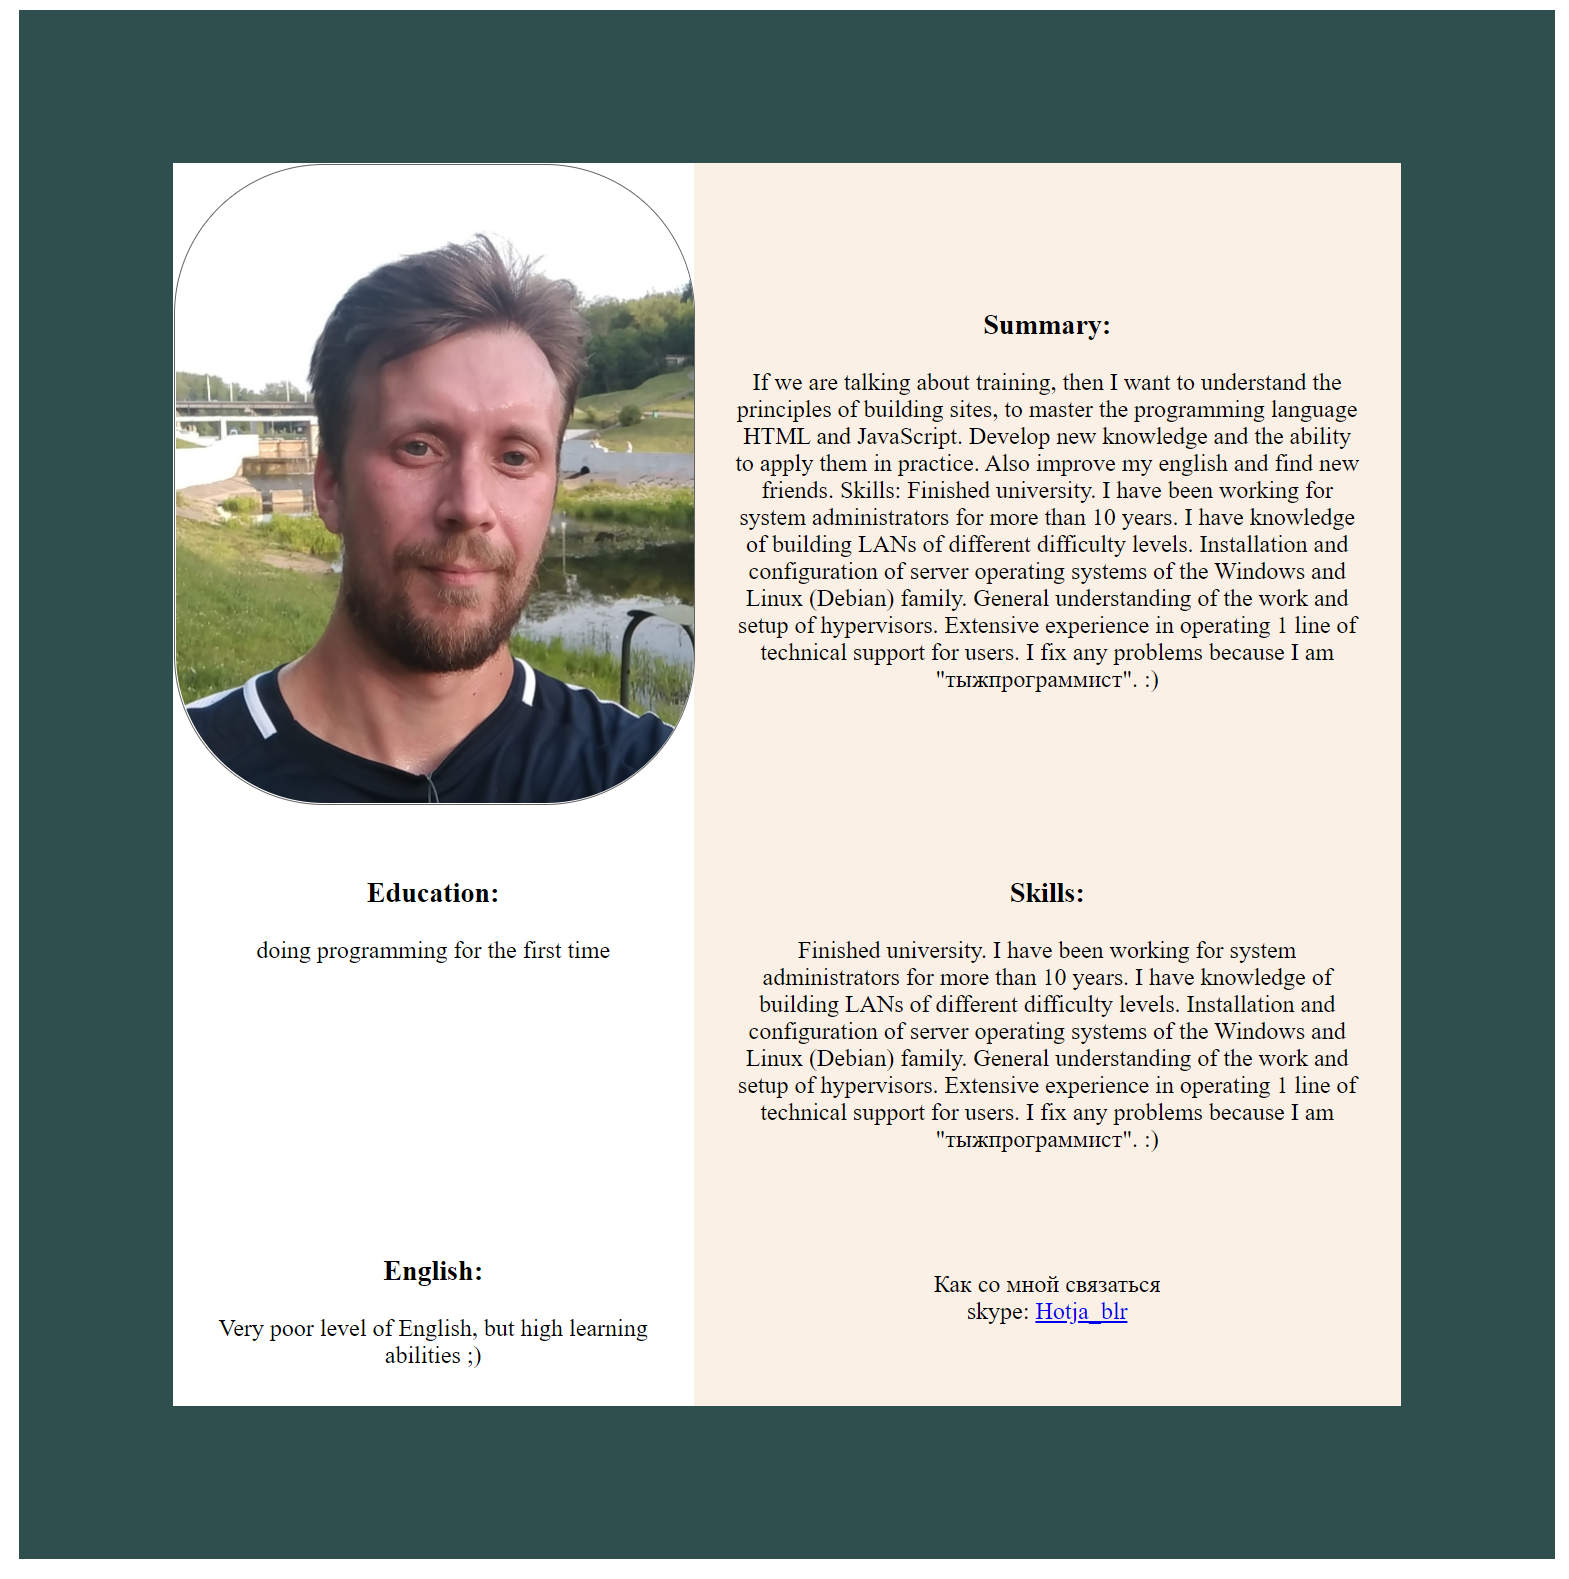 Summary:
If we are talking about training, then I want to understand the
principles of building sites, to master the programming language
HTML and JavaScript. Develop new knowledge and the ability
to apply them in practice. Also improve my english and find new
friends. Skills: Finished university. I have been working for
system administrators for more than 10 years. I have knowledge
of building LANs of different difficulty levels. Installation and
configuration of server operating systems of the Windows and
Linux (Debian) family. General understanding of the work and
setup of hypervisors. Extensive experience in operating 1 line of
technical support for users. I fix any problems because I am
"тыжпрограммист". :)
Education:
doing programming for the first time
Skills:
Finished university. I have been working for system
administrators for more than 10 years. I have knowledge of
building LANs of different difficulty levels. Installation and
configuration of server operating systems of the Windows and
Linux (Debian) family. General understanding of the work and
setup of hypervisors. Extensive experience in operating 1 line of
technical support for users. I fix any problems because I am
"тыжпрограммист". :)
English:
Very poor level of English, but high learning
abilities ;)
Как со мной связаться
skype: Hotja_blr